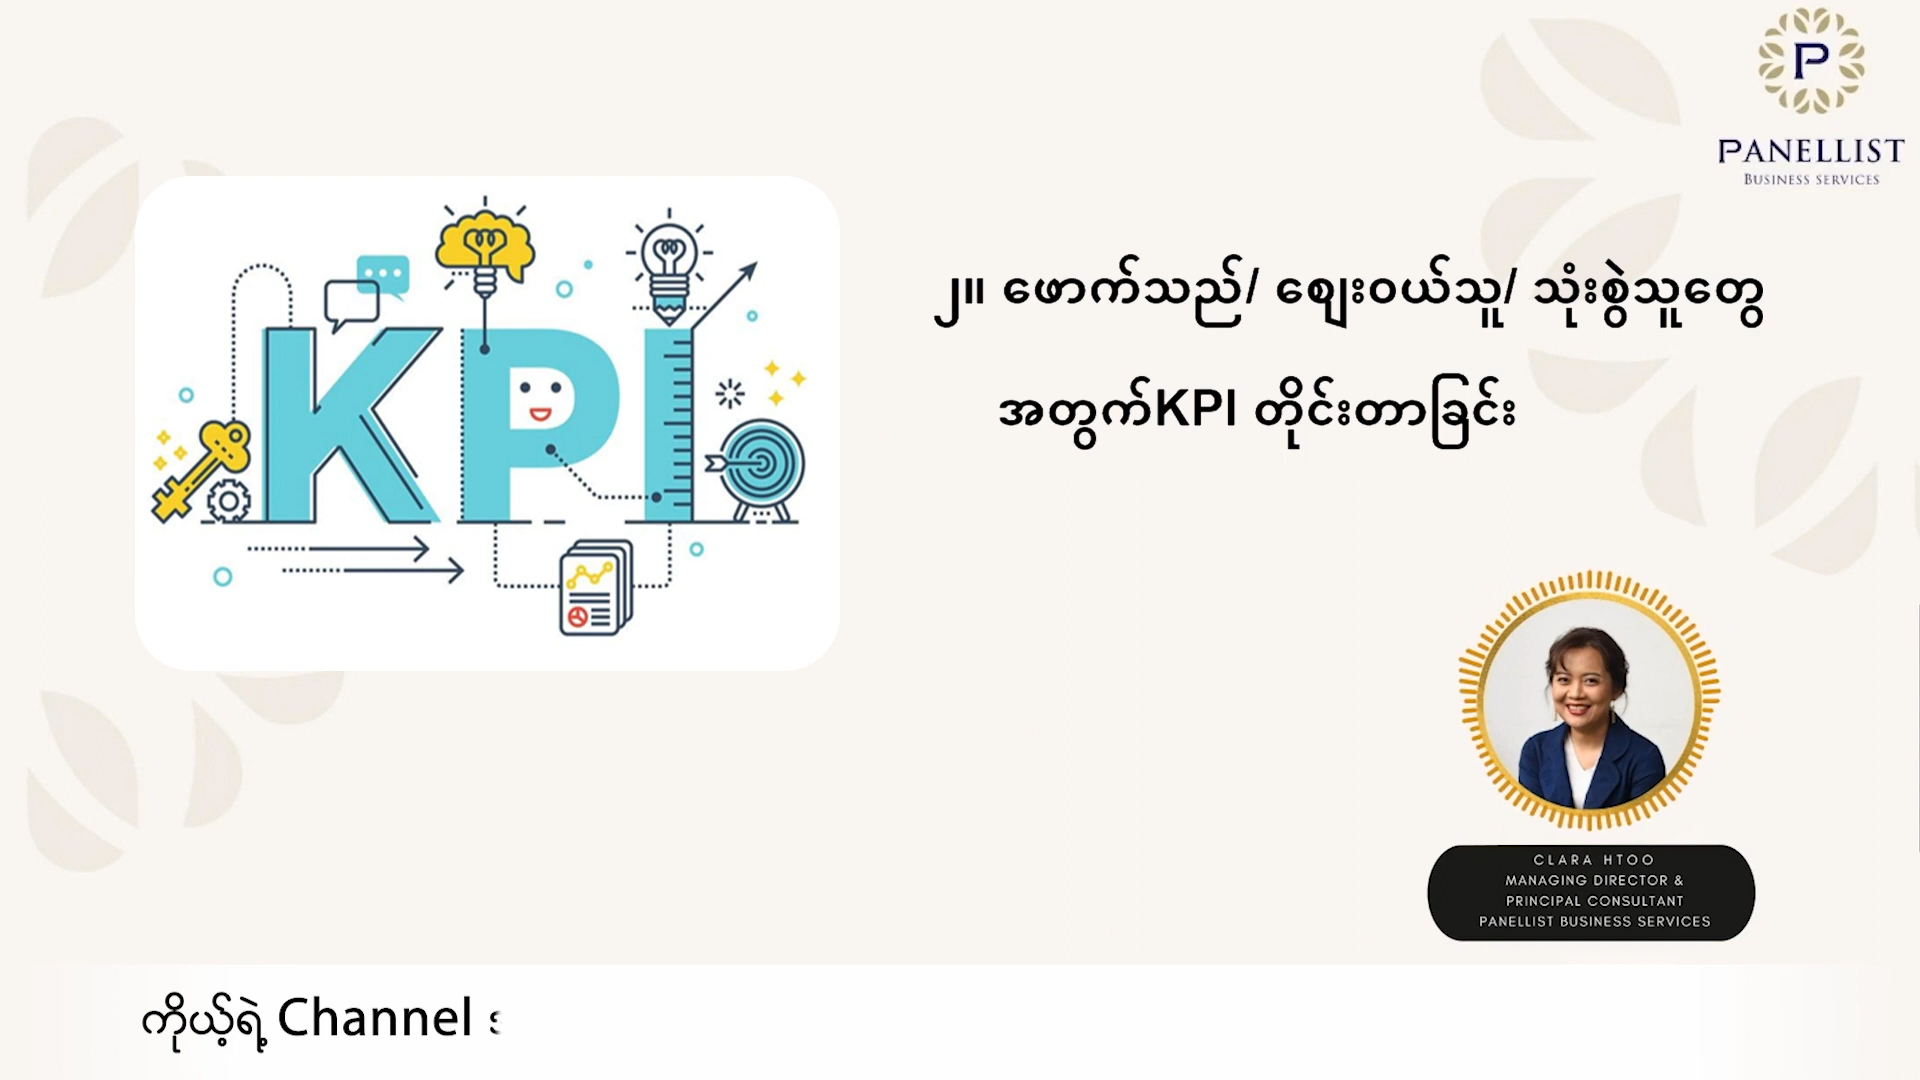 P
PANELLIST
BUSINESS SERVICES
KPI
၂။ ဖောက်သည်/ ဈေးဝယ်သူ/ သုံးစွဲသူတွေ
အတွက်KPI တိုင်းတာခြင်း
CLARA HTOO
MANAGING DIRECTOR &
PRINCIPAL CONSULTANT
PANELLIST BUSINESS SERVICES
ကိုယ့်ရဲ့ Channel